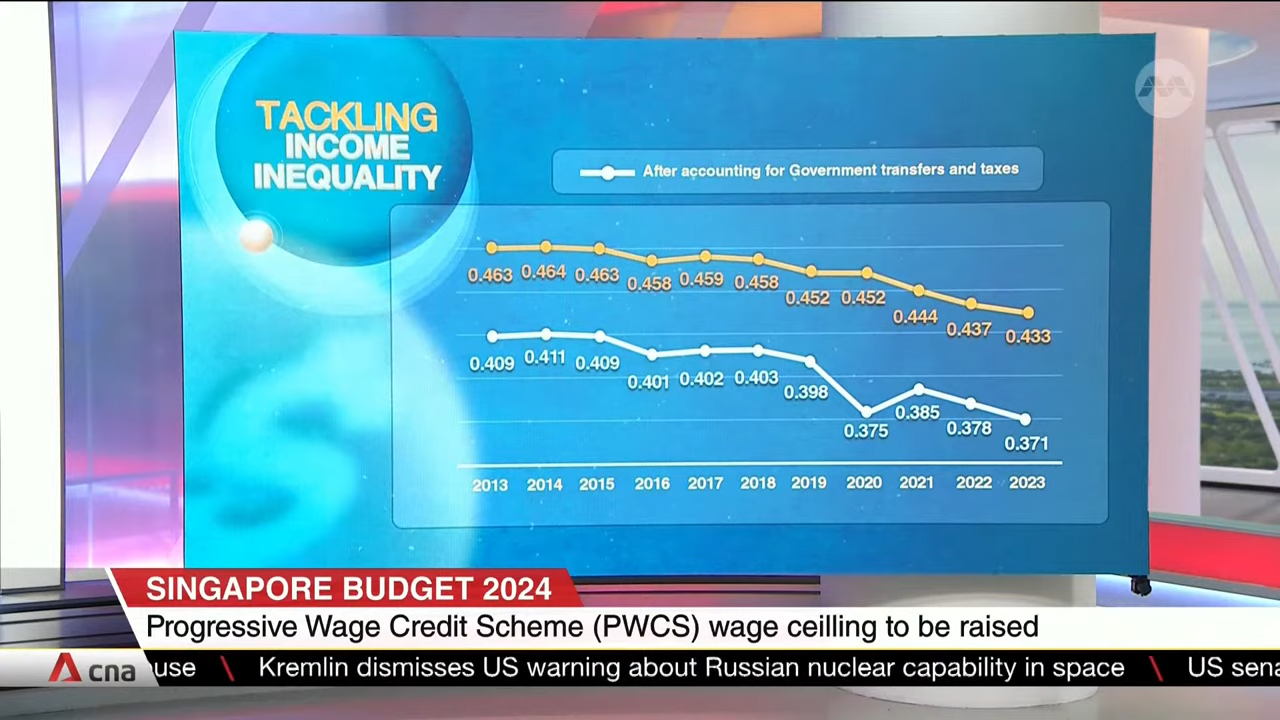 TACKLING
INCOME
INEQUALITY
After accounting for Government transfers and taxes
0.463 0.464 0.463 0.458 0.459 0.458 0.452 0.452 0.444 0.437 0.433
0.409 0.411 0.409 0.401 0.402 0.403 0.398 0.375 0.385 0.378 0.371
2013 2014 2015 2016 2017 2018 2019 2020 2021 2022 2023
SINGAPORE BUDGET 2024
Progressive Wage Credit Scheme (PWCS) wage ceilling to be raised
cna use \ Kremlin dismisses US warning about Russian nuclear capability in space \ US sena